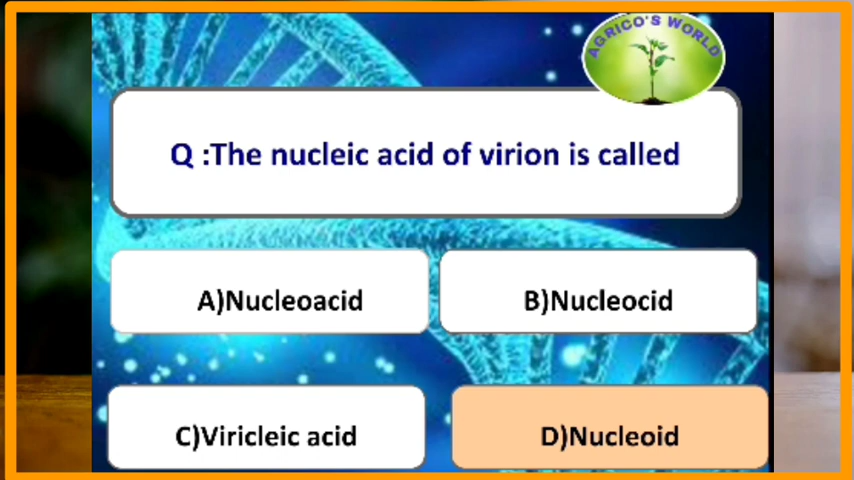 AGRICO'S WORLD
Q :The nucleic acid of virion is called
A)Nucleoacid
B)Nucleocid
C)Viricleic acid
D)Nucleoid